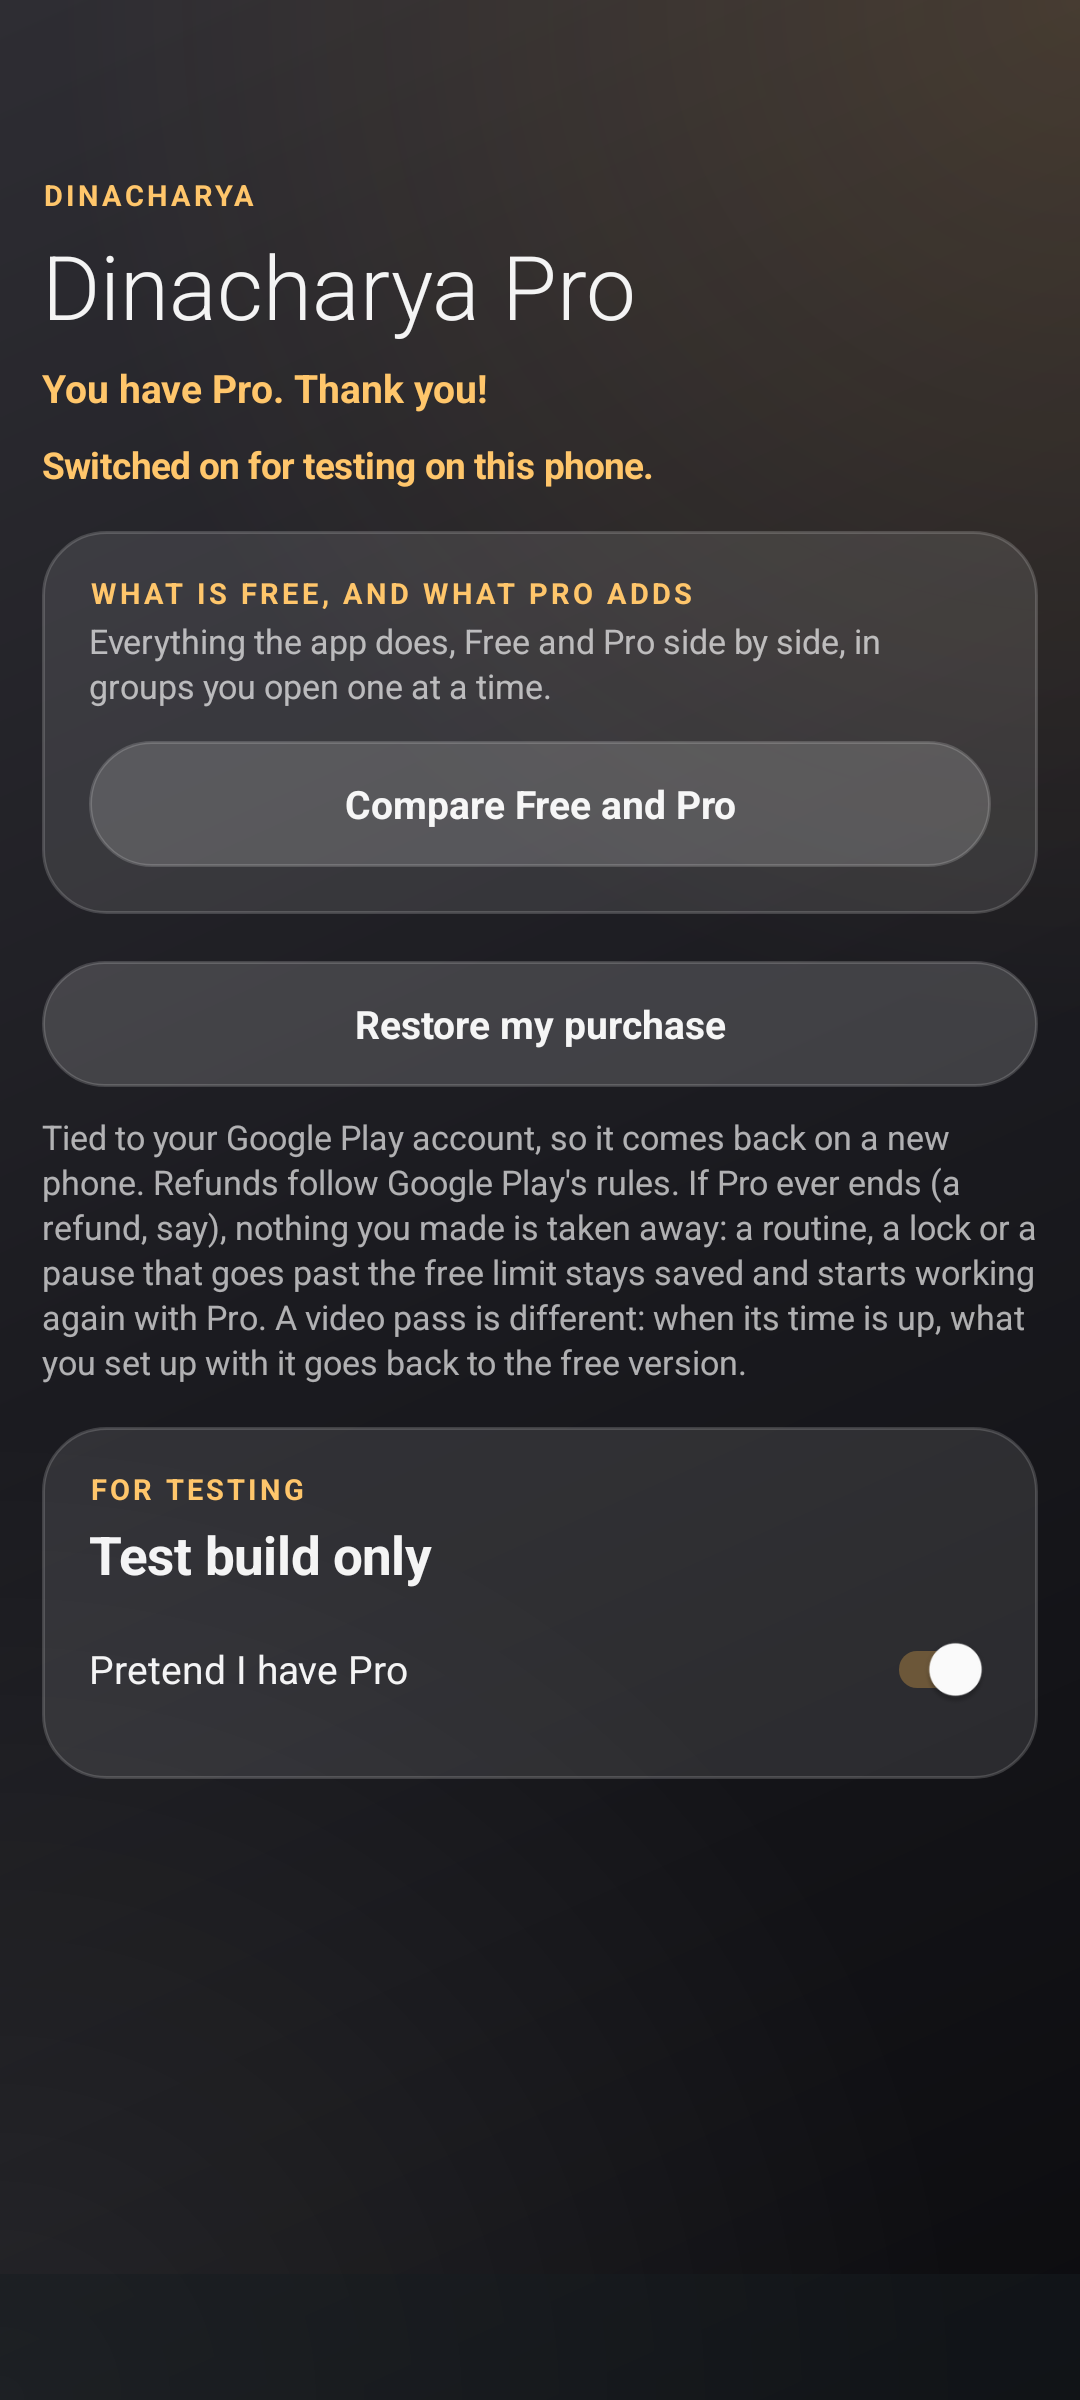 DINACHARYA
Dinacharya Pro
You have Pro. Thank you!
Switched on for testing on this phone.
WHAT IS FREE, AND WHAT PRO ADDS
Everything the app does, Free and Pro side by side, in
groups you open one at a time.
Compare Free and Pro
Restore my purchase
Tied to your Google Play account, so it comes back on a new
phone. Refunds follow Google Play's rules. If Pro ever ends (a
refund, say), nothing you made is taken away: a routine, a lock or a
pause that goes past the free limit stays saved and starts working
again with Pro. A video pass is different: when its time is up, what
you set up with it goes back to the free version.
FOR TESTING
Test build only
Pretend I have Pro